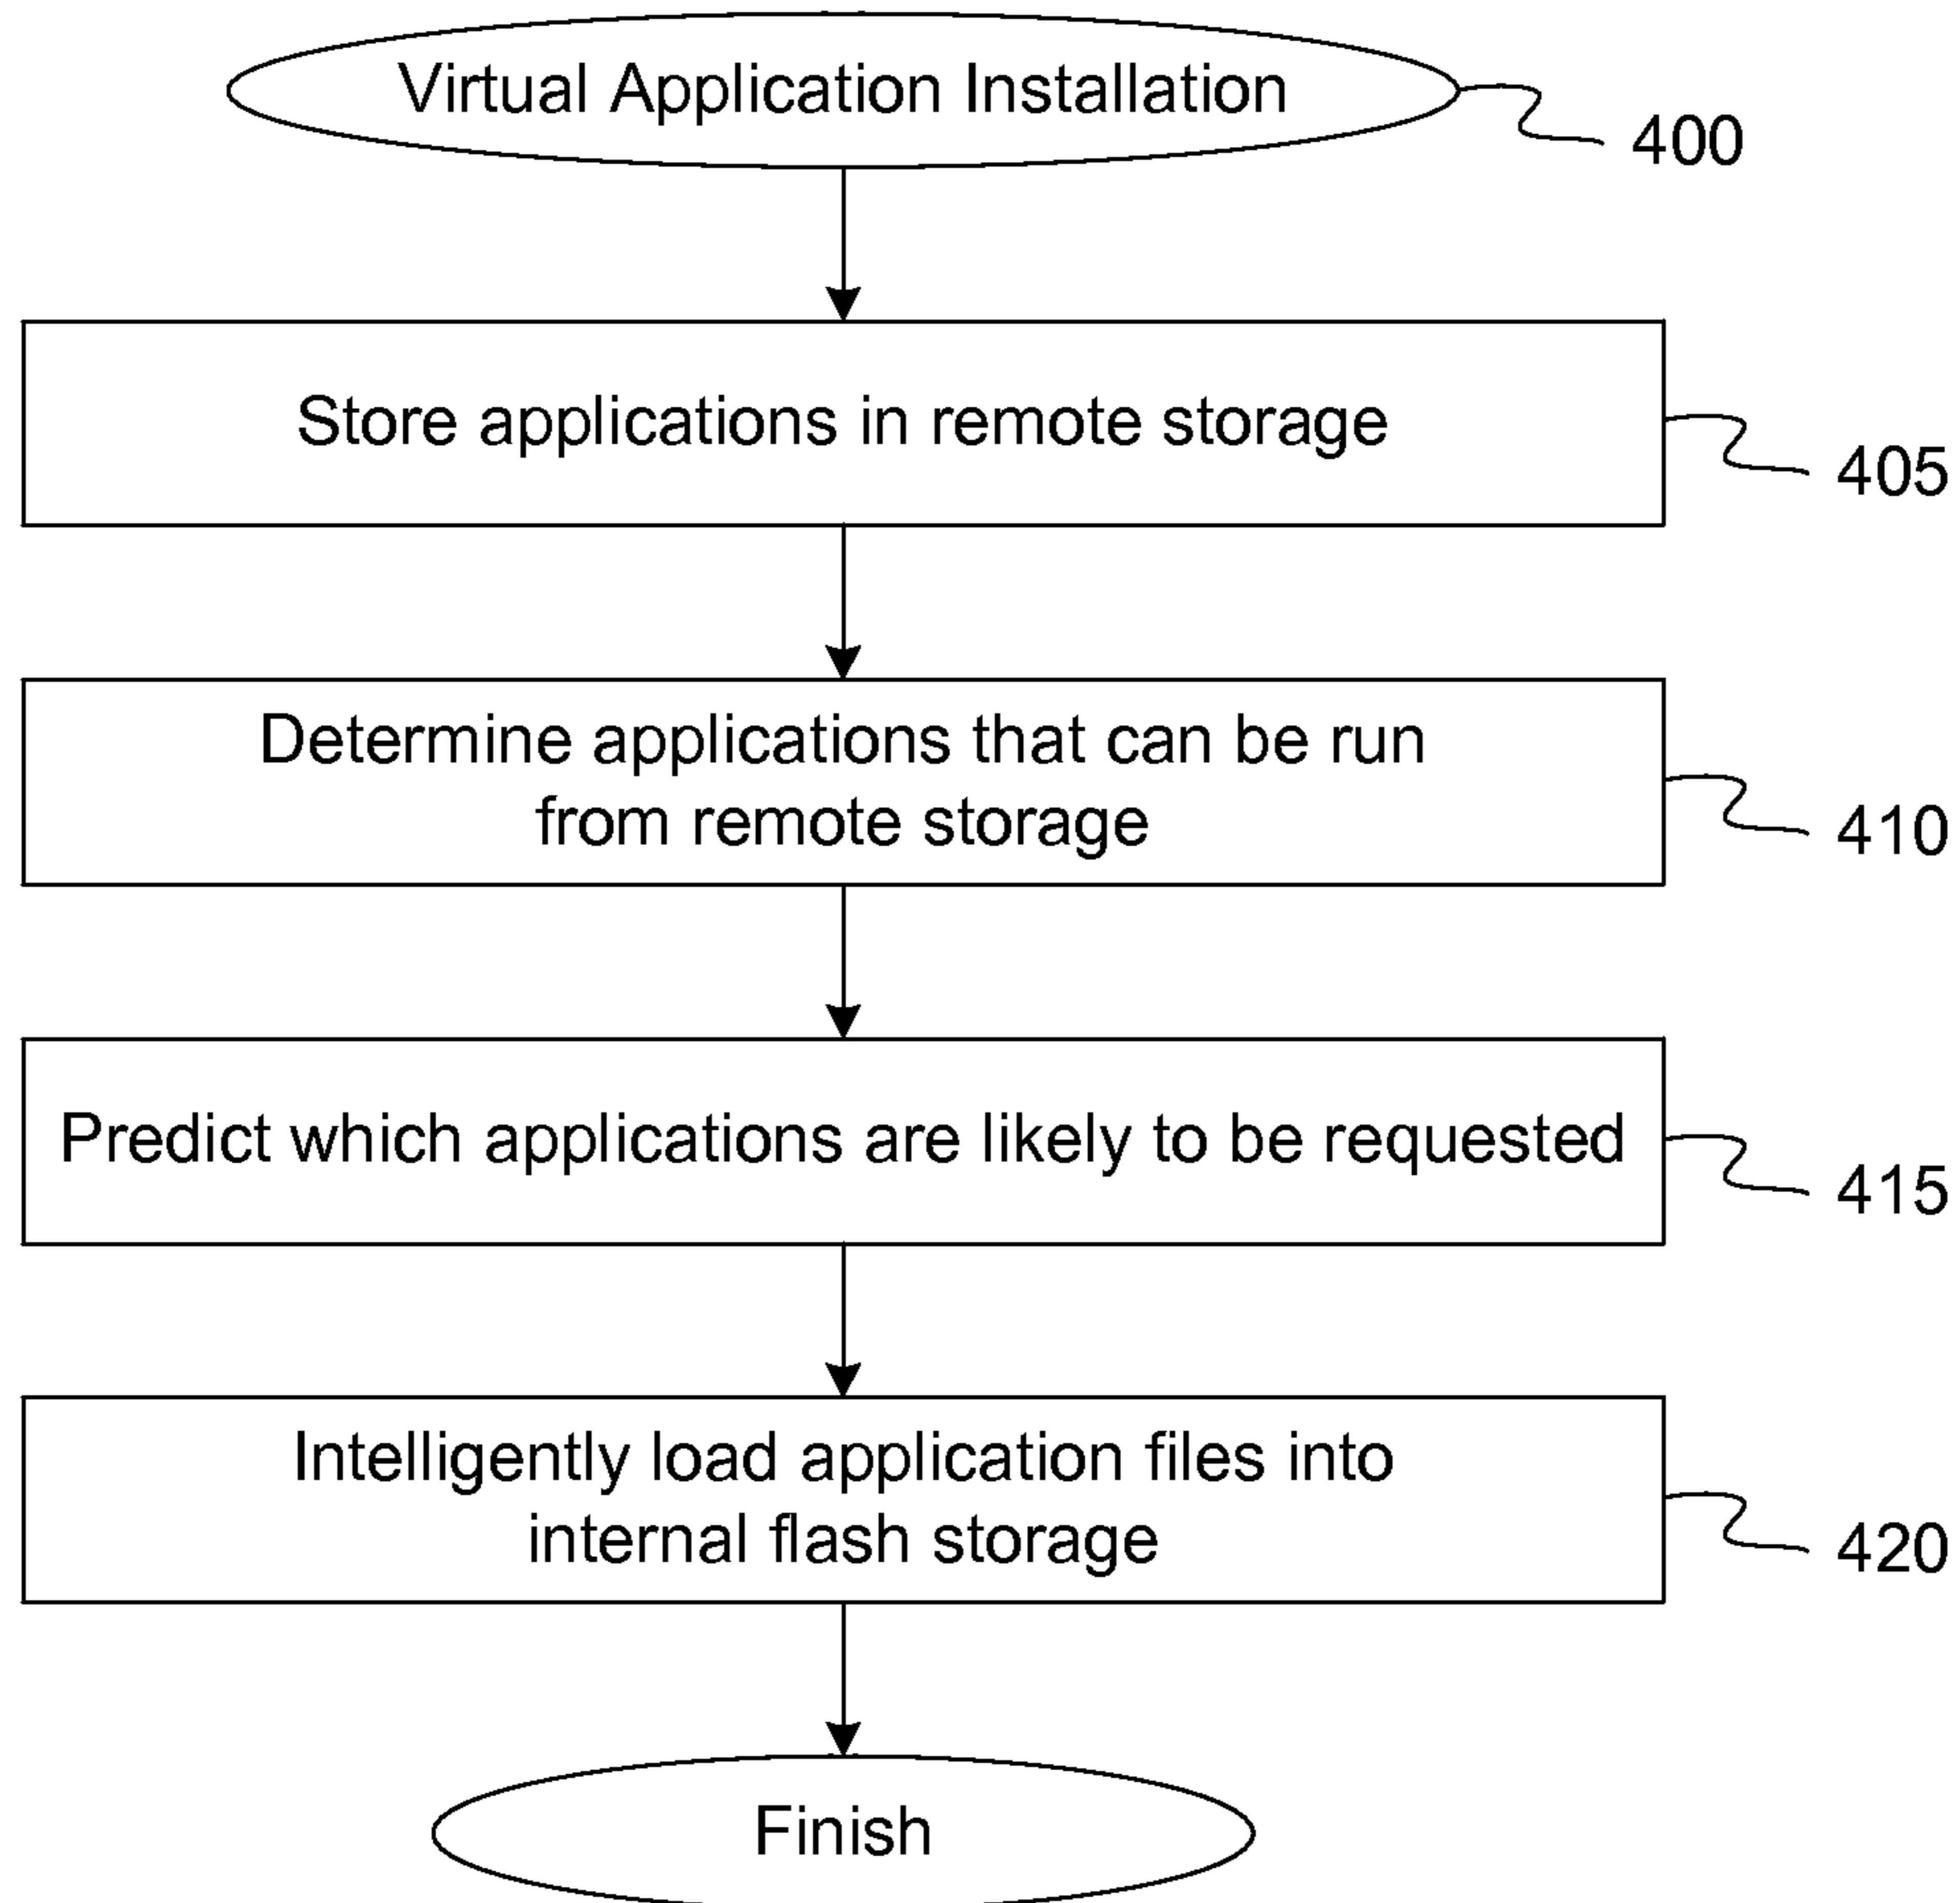 Virtual Application Installation
400
Store applications in remote storage
405
Determine applications that can be run
from remote storage
410
Predict which applications are likely to be requested
415
Intelligently load application files into
internal flash storage
420
Finish